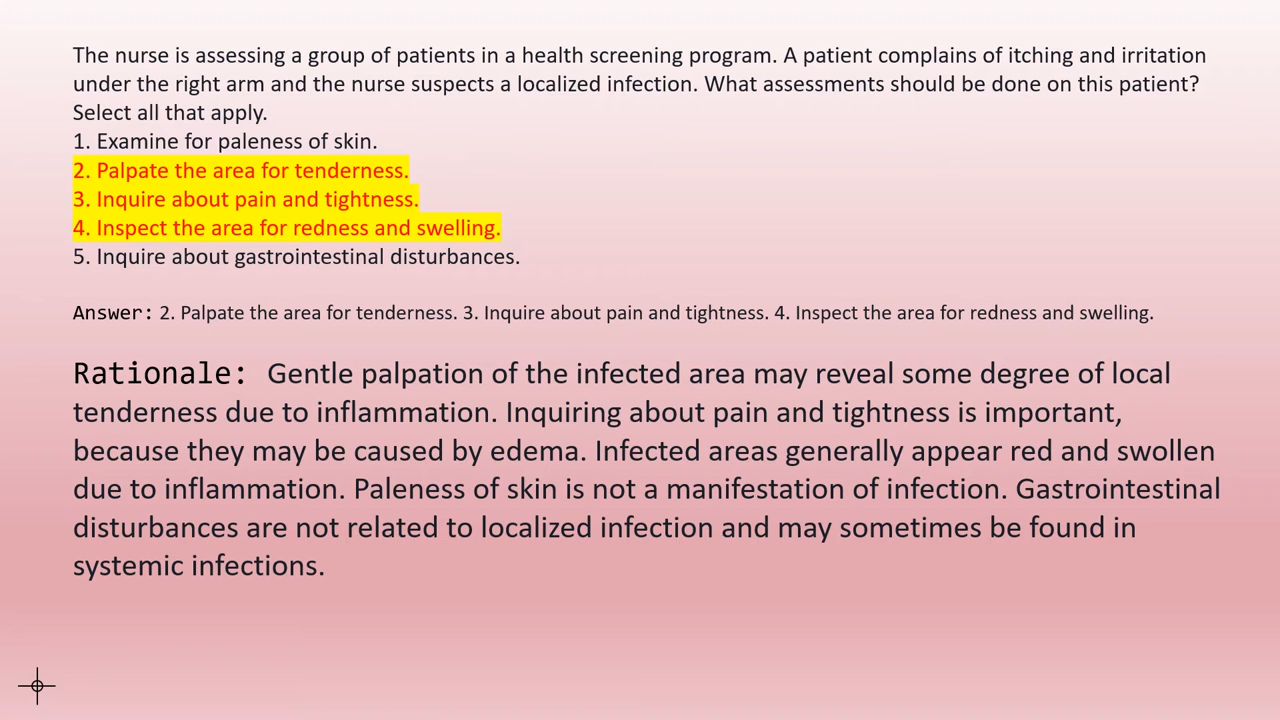 The nurse is assessing a group of patients in a health screening program. A patient complains of itching and irritation
under the right arm and the nurse suspects a localized infection. What assessments should be done on this patient?
Select all that apply.
1. Examine for paleness of skin.
2. Palpate the area for tenderness.
3. Inquire about pain and tightness.
4. Inspect the area for redness and swelling.
5. Inquire about gastrointestinal disturbances.
Answer: 2. Palpate the area for tenderness. 3. Inquire about pain and tightness. 4. Inspect the area for redness and swelling.
Rationale: Gentle palpation of the infected area may reveal some degree of local
tenderness due to inflammation. Inquiring about pain and tightness is important,
because they may be caused by edema. Infected areas generally appear red and swollen
due to inflammation. Paleness of skin is not a manifestation of infection. Gastrointestinal
disturbances are not related to localized infection and may sometimes be found in
systemic infections.